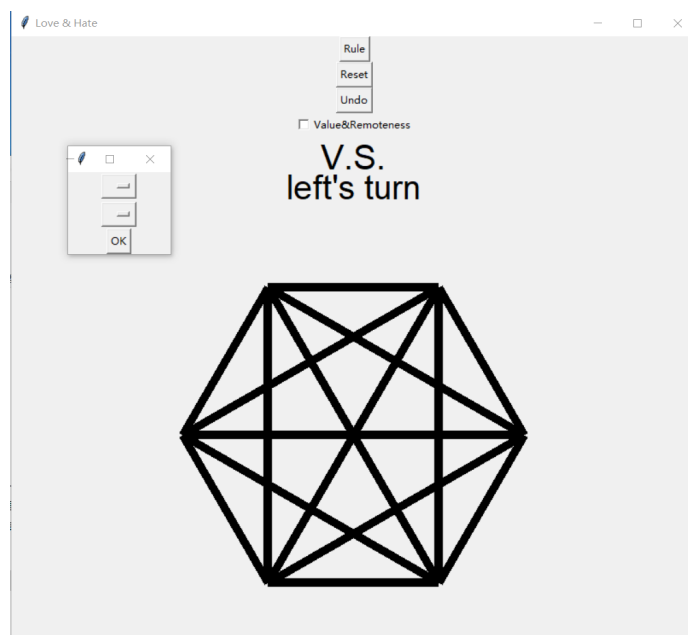 Love & Hate
Rule
Reset
Undo
Value&Remoteness
V.S.
left's turn
OK